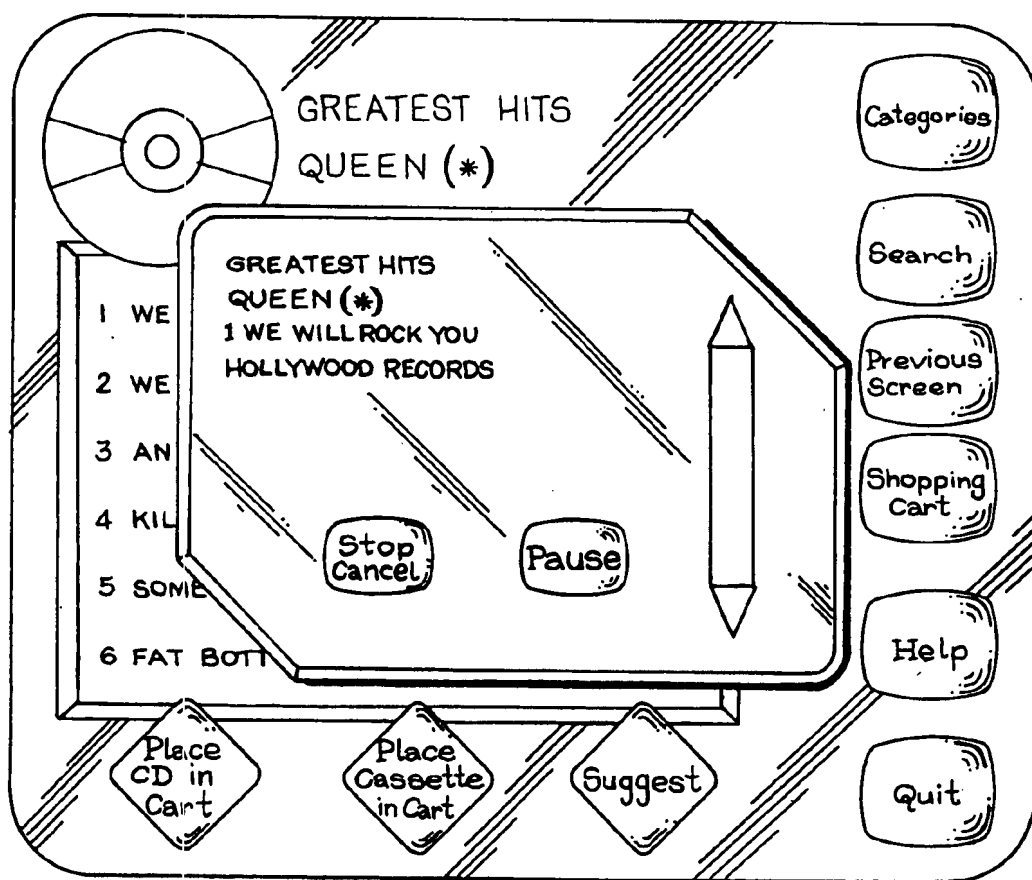 GREATEST HITS
QUEEN (*)
GREATEST HITS
QUEEN (*)
1 WE WILL ROCK YOU
HOLLYWOOD RECORDS
Stop
Cancel
Pause
1 WE
2 WE
3 AN
4 KIL
5 SOME
6 FAT BOTT
Place
CD in
Cart
Place
Cassette
in Cart
Suggest
Categories
Search
Previous
Screen
Shopping
Cart
Help
Quit